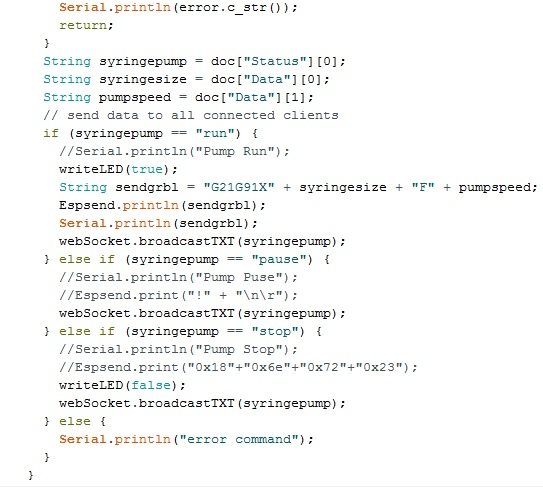 Serial.println(error.c_str());
return;
}
String syringepump = doc["Status"][0];
String syringesize = doc["Data"][0];
String pumpspeed = doc["Data"][1];
// send data to all connected clients
if (syringepump == "run") {
//Serial.println("Pump Run");
writeLED(true);
String sendgrbl = "G21G91X" + syringesize + "F" + pumpspeed;
Espsend.println(sendgrbl);
Serial.println(sendgrbl);
webSocket.broadcastTXT(syringepump);
} else if (syringepump == "pause") {
//Serial.println("Pump Puse");
//Espsend.print("!" + "\n\r");
webSocket.broadcastTXT(syringepump);
} else if (syringepump == "stop") {
//Serial.println("Pump Stop");
//Espsend.print("0x18"+"0x6e"+"0x72"+"0x23");
writeLED(false);
webSocket.broadcastTXT(syringepump);
} else {
Serial.println("error command");
}
}